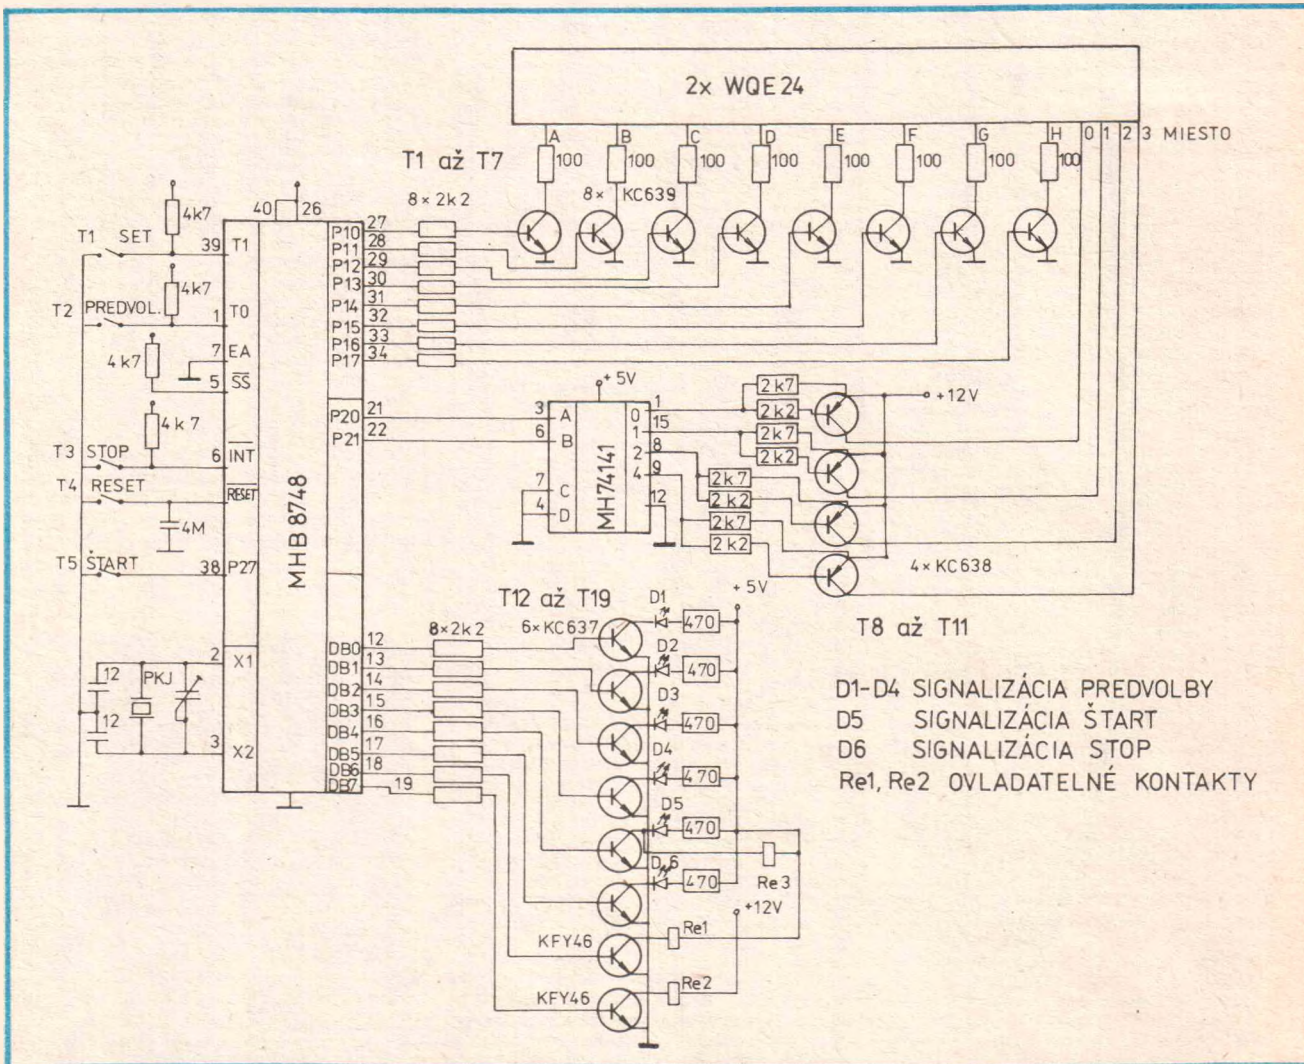 2x WQE24
A B C D E F G H 0 1 2 3 MIESTO
100 100 100 100 100 100 100 100
T1 až T7
8× 2k2
8× KC639
4k7
40 26
T1 SET 39 T1
4k7
T2 PREDVOL. 1 T0
7 EA
4k7
5 SS
4k7
T3 STOP 6 INT
T4 RESET RESET
4M
T5 ŠTART 38 P27
MHB8748
2 X1
12 PKJ
12
3 X2
P10 27
P11 28
P12 29
P13 30
P14 31
P15 32
P16 33
P17 34
P20 21
P21 22
+5V
3 A 0 1
6 B 1 15
2 8
4 9
7 C 12
4 D
MH74141
2k7
2k2
2k7
2k2
2k7
2k2
2k7
2k2
+12V
4×KC638
T8 až T11
T12 až T19
8×2k2
6×KC637
DB0 12
DB1 13
DB2 14
DB3 15
DB4 16
DB5 17
DB6 18
DB7 19
+5V
D1 470
D2 470
D3 470
D4 470
D5 470
D6 470
Re3
+12V
KFY46 Re1
KFY46 Re2
D1-D4 SIGNALIZÁCIA PREDVOLBY
D5 SIGNALIZÁCIA ŠTART
D6 SIGNALIZÁCIA STOP
Re1, Re2 OVLADATELNÉ KONTAKTY